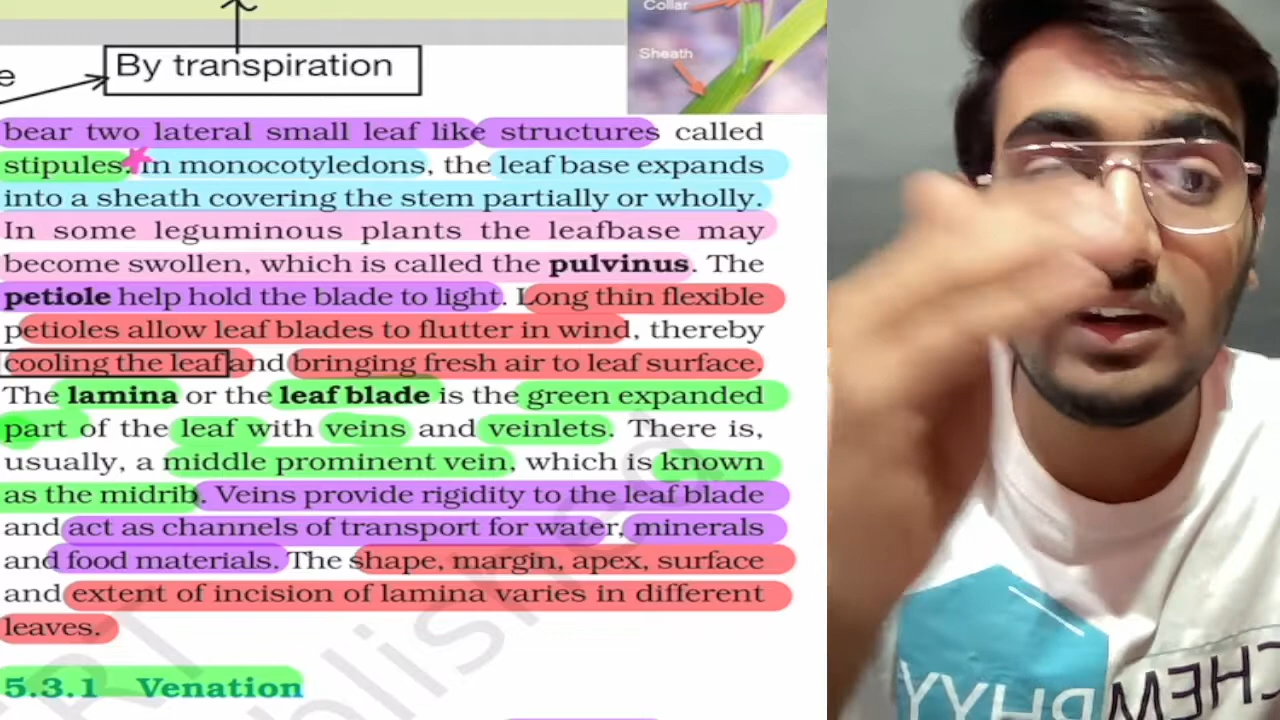 Collar
Sheath
e
By transpiration
bear two lateral small leaf like structures called
stipules. In monocotyledons, the leaf base expands
into a sheath covering the stem partially or wholly.
In some leguminous plants the leafbase may
become swollen, which is called the pulvinus. The
petiole help hold the blade to light. Long thin flexible
petioles allow leaf blades to flutter in wind, thereby
cooling the leaf and bringing fresh air to leaf surface.
The lamina or the leaf blade is the green expanded
part of the leaf with veins and veinlets. There is,
usually, a middle prominent vein, which is known
as the midrib. Veins provide rigidity to the leaf blade
and act as channels of transport for water, minerals
and food materials. The shape, margin, apex, surface
and extent of incision of lamina varies in different
leaves.
5.3.1 Venation